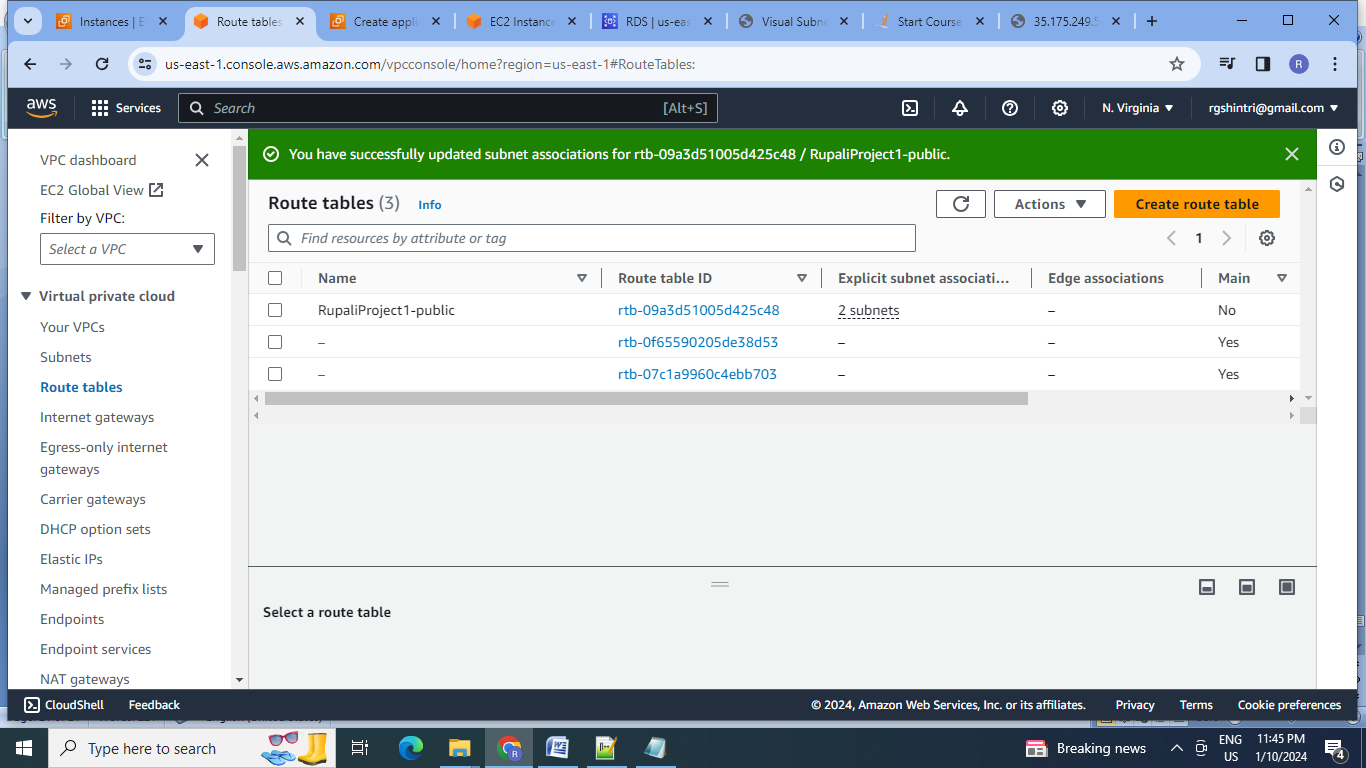 Instances | E
Route tables
Create appli
EC2 Instance
RDS | us-eas
Visual Subn
Start Course
35.175.249.5
us-east-1.console.aws.amazon.com/vpcconsole/home?region=us-east-1#RouteTables:
R
aws
Services
Search
[Alt+S]
N. Virginia
rgshintri@gmail.com
VPC dashboard
EC2 Global View
Filter by VPC:
Select a VPC
Virtual private cloud
Your VPCs
Subnets
Route tables
Internet gateways
Egress-only internet
gateways
Carrier gateways
DHCP option sets
Elastic IPs
Managed prefix lists
Endpoints
Endpoint services
NAT gateways
You have successfully updated subnet associations for rtb-09a3d51005d425c48 / RupaliProject1-public.
Route tables (3) Info
Actions
Create route table
Find resources by attribute or tag
1
Name Route table ID Explicit subnet associati... Edge associations Main
RupaliProject1-public rtb-09a3d51005d425c48 2 subnets – No
– rtb-0f65590205de38d53 – – Yes
– rtb-07c1a9960c4ebb703 – – Yes
Select a route table
CloudShell Feedback © 2024, Amazon Web Services, Inc. or its affiliates. Privacy Terms Cookie preferences
Type here to search
R
Breaking news
ENG
US
11:45 PM
1/10/2024
4